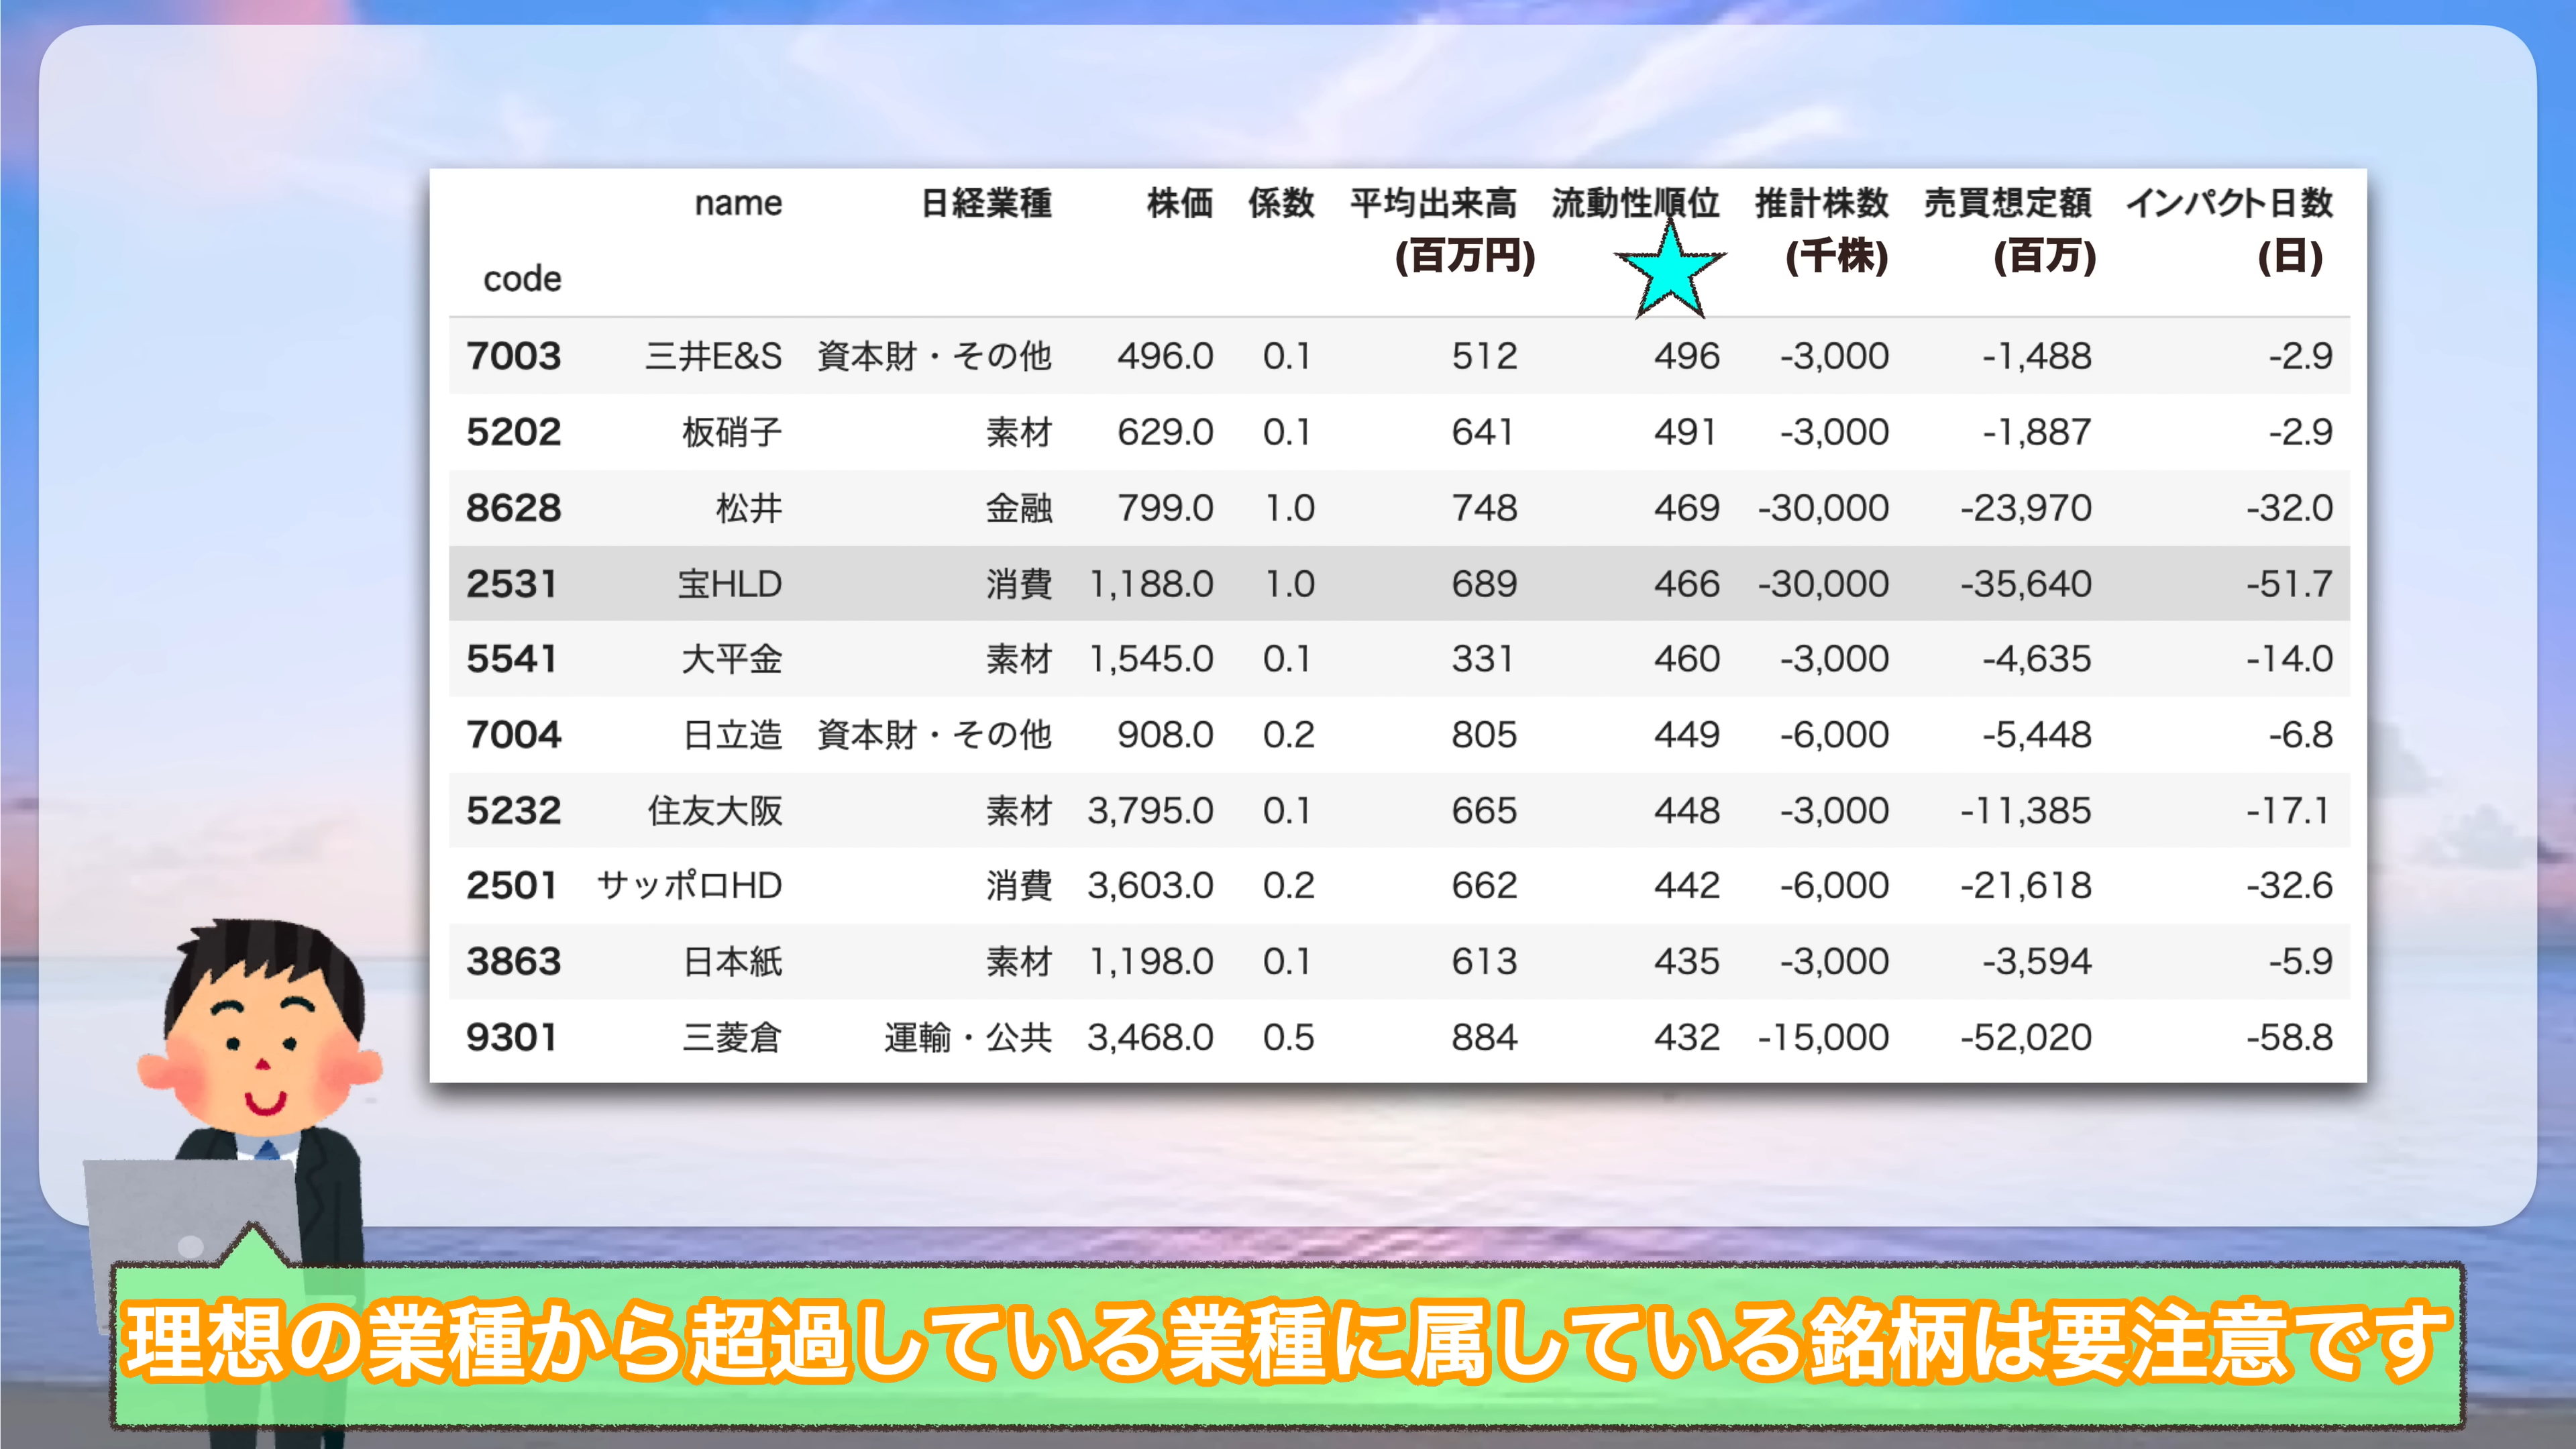 name 日経業種 株価 係数 平均出来高 流動性順位 推計株数 売買想定額 インパクト日数
(百万円) (千株) (百万) (日)
code
7003 三井E&S 資本財・その他 496.0 0.1 512 496 -3,000 -1,488 -2.9
5202 板硝子 素材 629.0 0.1 641 491 -3,000 -1,887 -2.9
8628 松井 金融 799.0 1.0 748 469 -30,000 -23,970 -32.0
2531 宝HLD 消費 1,188.0 1.0 689 466 -30,000 -35,640 -51.7
5541 大平金 素材 1,545.0 0.1 331 460 -3,000 -4,635 -14.0
7004 日立造 資本財・その他 908.0 0.2 805 449 -6,000 -5,448 -6.8
5232 住友大阪 素材 3,795.0 0.1 665 448 -3,000 -11,385 -17.1
2501 サッポロHD 消費 3,603.0 0.2 662 442 -6,000 -21,618 -32.6
3863 日本紙 素材 1,198.0 0.1 613 435 -3,000 -3,594 -5.9
9301 三菱倉 運輸・公共 3,468.0 0.5 884 432 -15,000 -52,020 -58.8
理想の業種から超過している業種に属している銘柄は要注意です